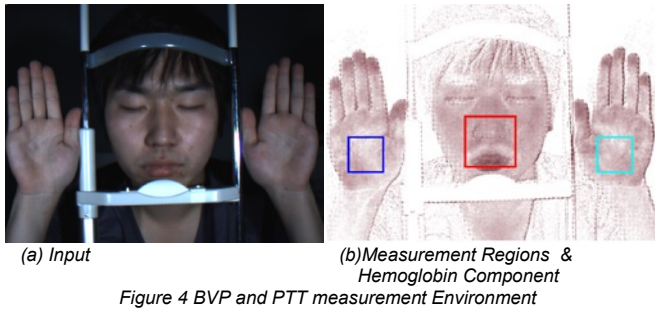 (a) Input
(b)Measurement Regions &
Hemoglobin Component
Figure 4 BVP and PTT measurement Environment